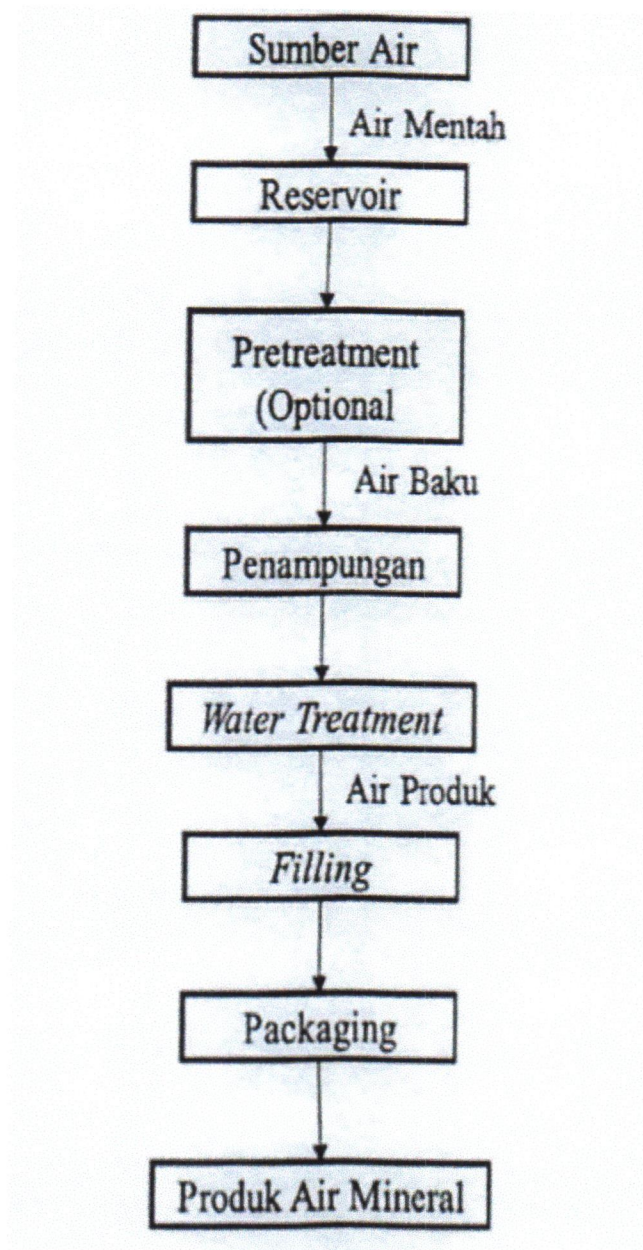 Sumber Air
Air Mentah
Reservoir
Pretreatment
(Optional
Air Baku
Penampungan
Water Treatment
Air Produk
Filling
Packaging
Produk Air Mineral